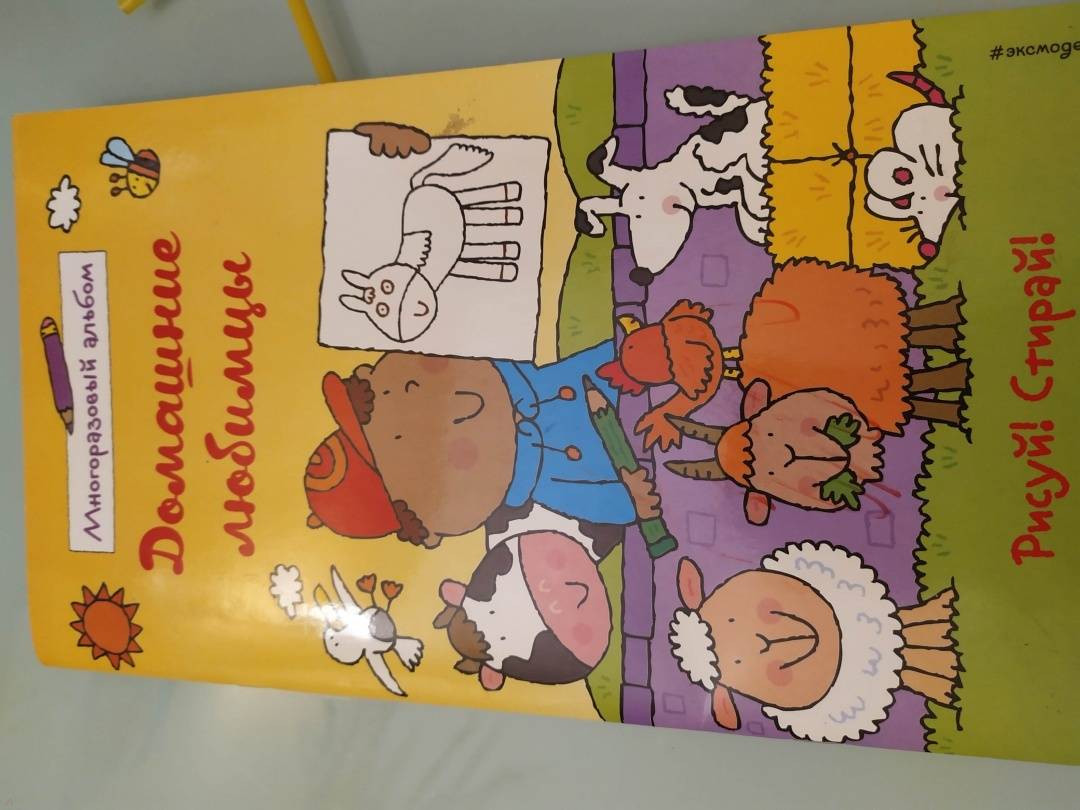 Многоразовый альбом
Домашние
любимцы
Рисуй! Стирай!
#эксмоде